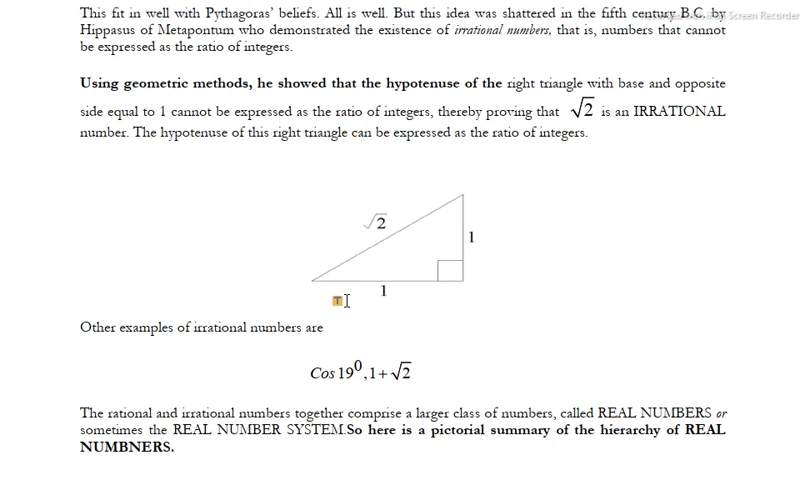 This fit in well with Pythagoras' beliefs. All is well. But this idea was shattered in the fifth century B.C. by
Screen Recorder
Hippasus of Metapontum who demonstrated the existence of irrational numbers, that is, numbers that cannot
be expressed as the ratio of integers.
Using geometric methods, he showed that the hypotenuse of the right triangle with base and opposite
side equal to 1 cannot be expressed as the ratio of integers, thereby proving that √2 is an IRRATIONAL
number. The hypotenuse of this right triangle can be expressed as the ratio of integers.
√2
1
1
Other examples of irrational numbers are
Cos 19⁰, 1+√2
The rational and irrational numbers together comprise a larger class of numbers, called REAL NUMBERS or
sometimes the REAL NUMBER SYSTEM.So here is a pictorial summary of the hierarchy of REAL
NUMBNERS.